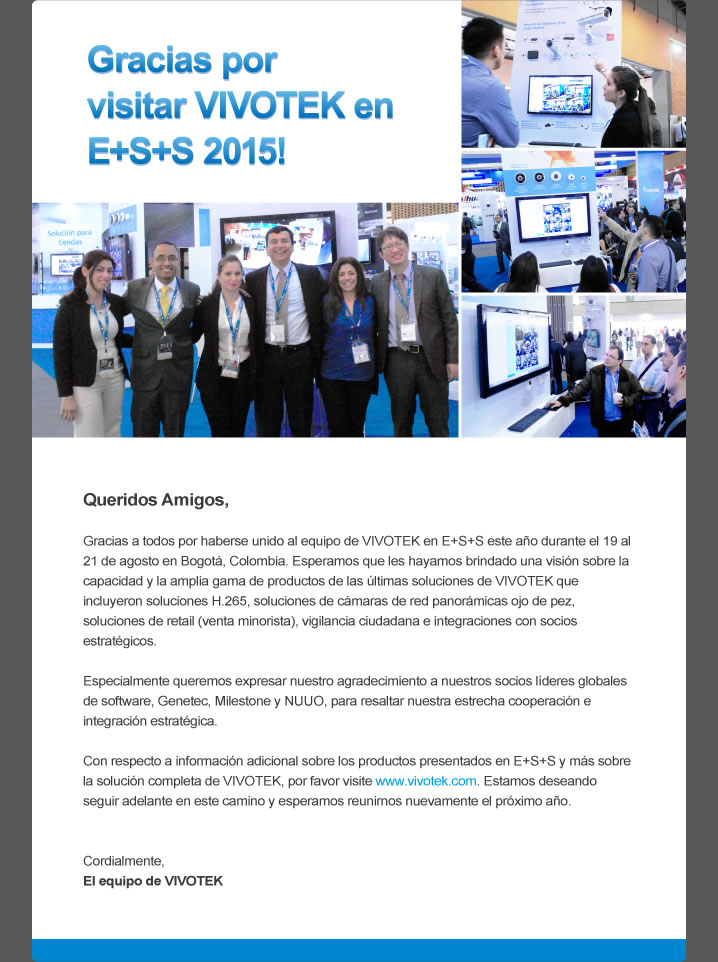 Gracias por
visitar VIVOTEK en
E+S+S 2015!
Solución para
tiendas
Queridos Amigos,
Gracias a todos por haberse unido al equipo de VIVOTEK en E+S+S este año durante el 19 al
21 de agosto en Bogotá, Colombia. Esperamos que les hayamos brindado una visión sobre la
capacidad y la amplia gama de productos de las últimas soluciones de VIVOTEK que
incluyeron soluciones H.265, soluciones de cámaras de red panorámicas ojo de pez,
soluciones de retail (venta minorista), vigilancia ciudadana e integraciones con socios
estratégicos.
Especialmente queremos expresar nuestro agradecimiento a nuestros socios líderes globales
de software, Genetec, Milestone y NUUO, para resaltar nuestra estrecha cooperación e
integración estratégica.
Con respecto a información adicional sobre los productos presentados en E+S+S y más sobre
la solución completa de VIVOTEK, por favor visite www.vivotek.com. Estamos deseando
seguir adelante en este camino y esperamos reunirnos nuevamente el próximo año.
Cordialmente,
El equipo de VIVOTEK